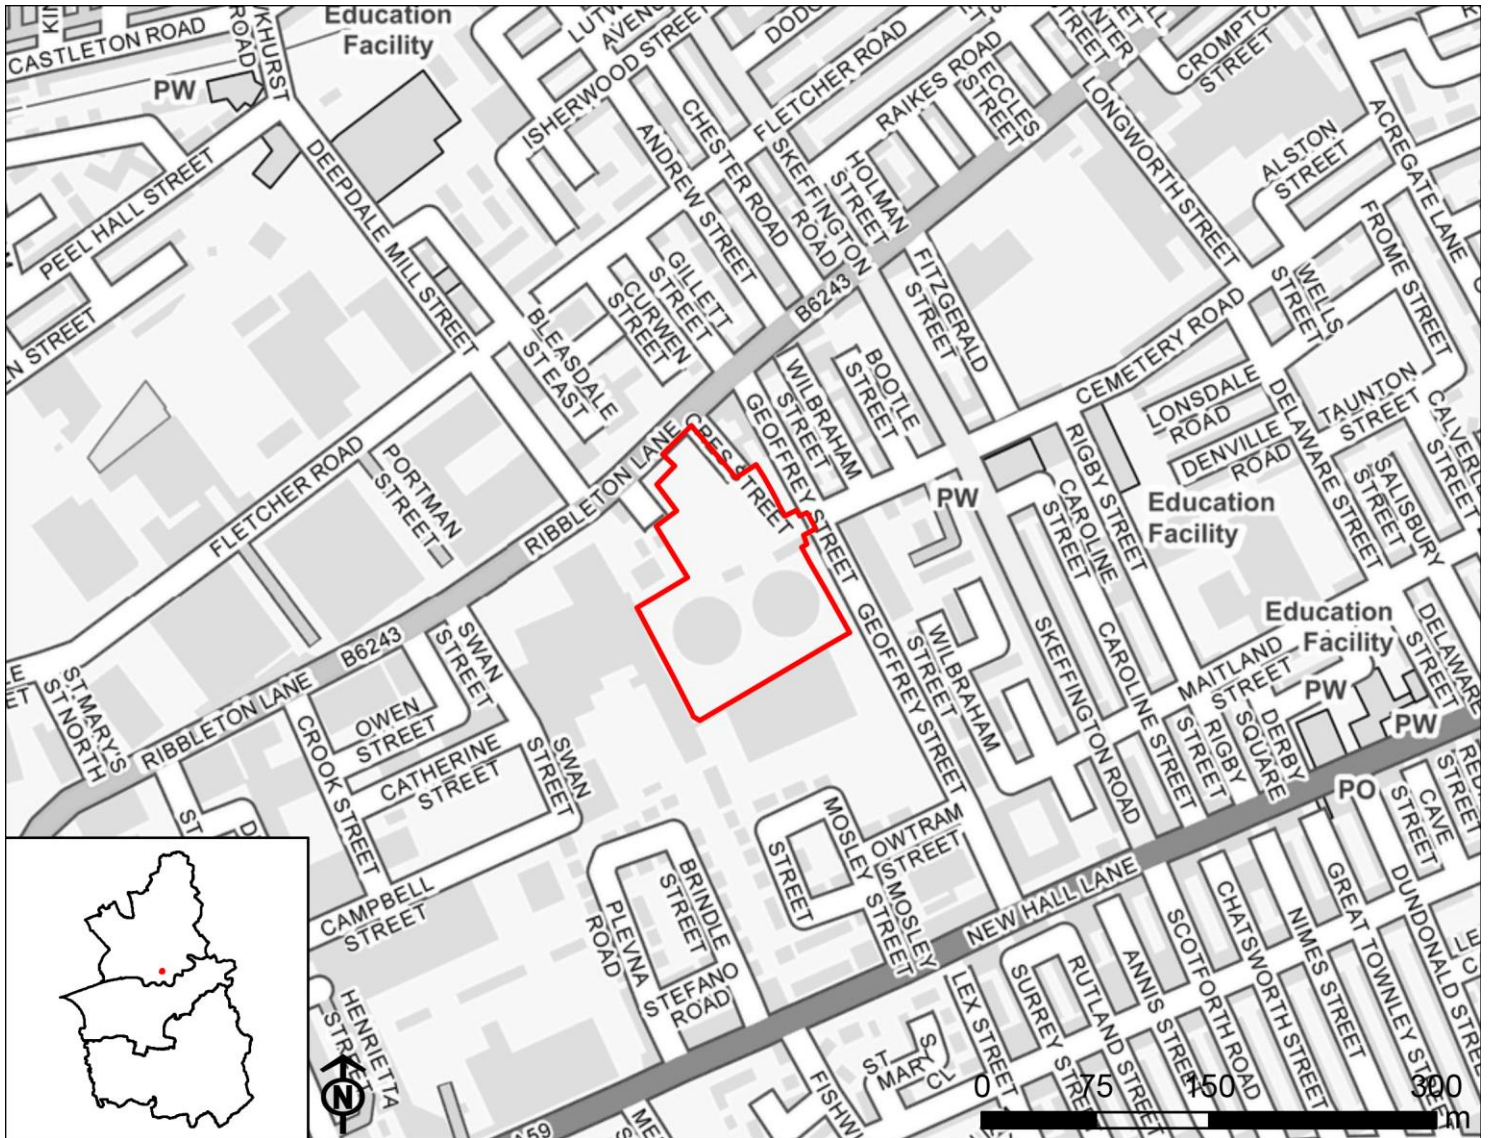 Education
Facility
CASTLETON ROAD
ROAD
PW
ISHERWOOD STREET
FLETCHER ROAD
RAIKES ROAD
ECCLES
STREET
CROMPTON
STREET
LONGWORTH STREET
ALSTON
STREET
ACREGATE LANE
FROME STREET
PEEL HALL STREET
DEEPDALE MILL STREET
ANDREW STREET
CHESTER ROAD
SKEFFINGTON
ROAD
HOLMAN
STREET
GILLETT
STREET
CURWEN
STREET
B6243
FITZGERALD
STREET
WELLS
STREET
CEMETERY ROAD
BLEASDALE
ST EAST
WILBRAHAM
STREET
BOOTLE
STREET
LONSDALE
ROAD
DENVILLE
ROAD
TAUNTON
STREET
DELAWARE STREET
SALISBURY
STREET
STREET
FLETCHER ROAD
PORTMAN
STREET
RIBBLETON LANE
CRES STREET
GEOFFREY STREET
PW
CAROLINE
STREET
RIGBY STREET
Education
Facility
Education
Facility
B6243
SWAN
STREET
ST MARY'S
ST NORTH
RIBBLETON LANE
OWEN
STREET
CATHERINE
STREET
CROOK STREET
SWAN
STREET
CAMPBELL
STREET
GEOFFREY STREET
WILBRAHAM
STREET
SKEFFINGTON ROAD
CAROLINE STREET
MAITLAND
STREET
RIGBY
STREET
DERBY
SQUARE
DELAWARE
STREET
PW
PW
PO
MOSLEY
STREET
OWTRAM
STREET
MOSLEY
STREET
BRINDLE
STREET
PLEVNA
ROAD
STEFANO
ROAD
NEW HALL LANE
HENRIETTA
STREET
LEX STREET
SURREY STREET
RUTLAND STREET
ANNIS STREET
SCOTFORTH ROAD
CHATSWORTH STREET
NIMES STREET
GREAT TOWNLEY ST
DUNDONALD STREET
CAVE
STREET
ST
MARY
S
CL
A59
N
0 75 150 300
m